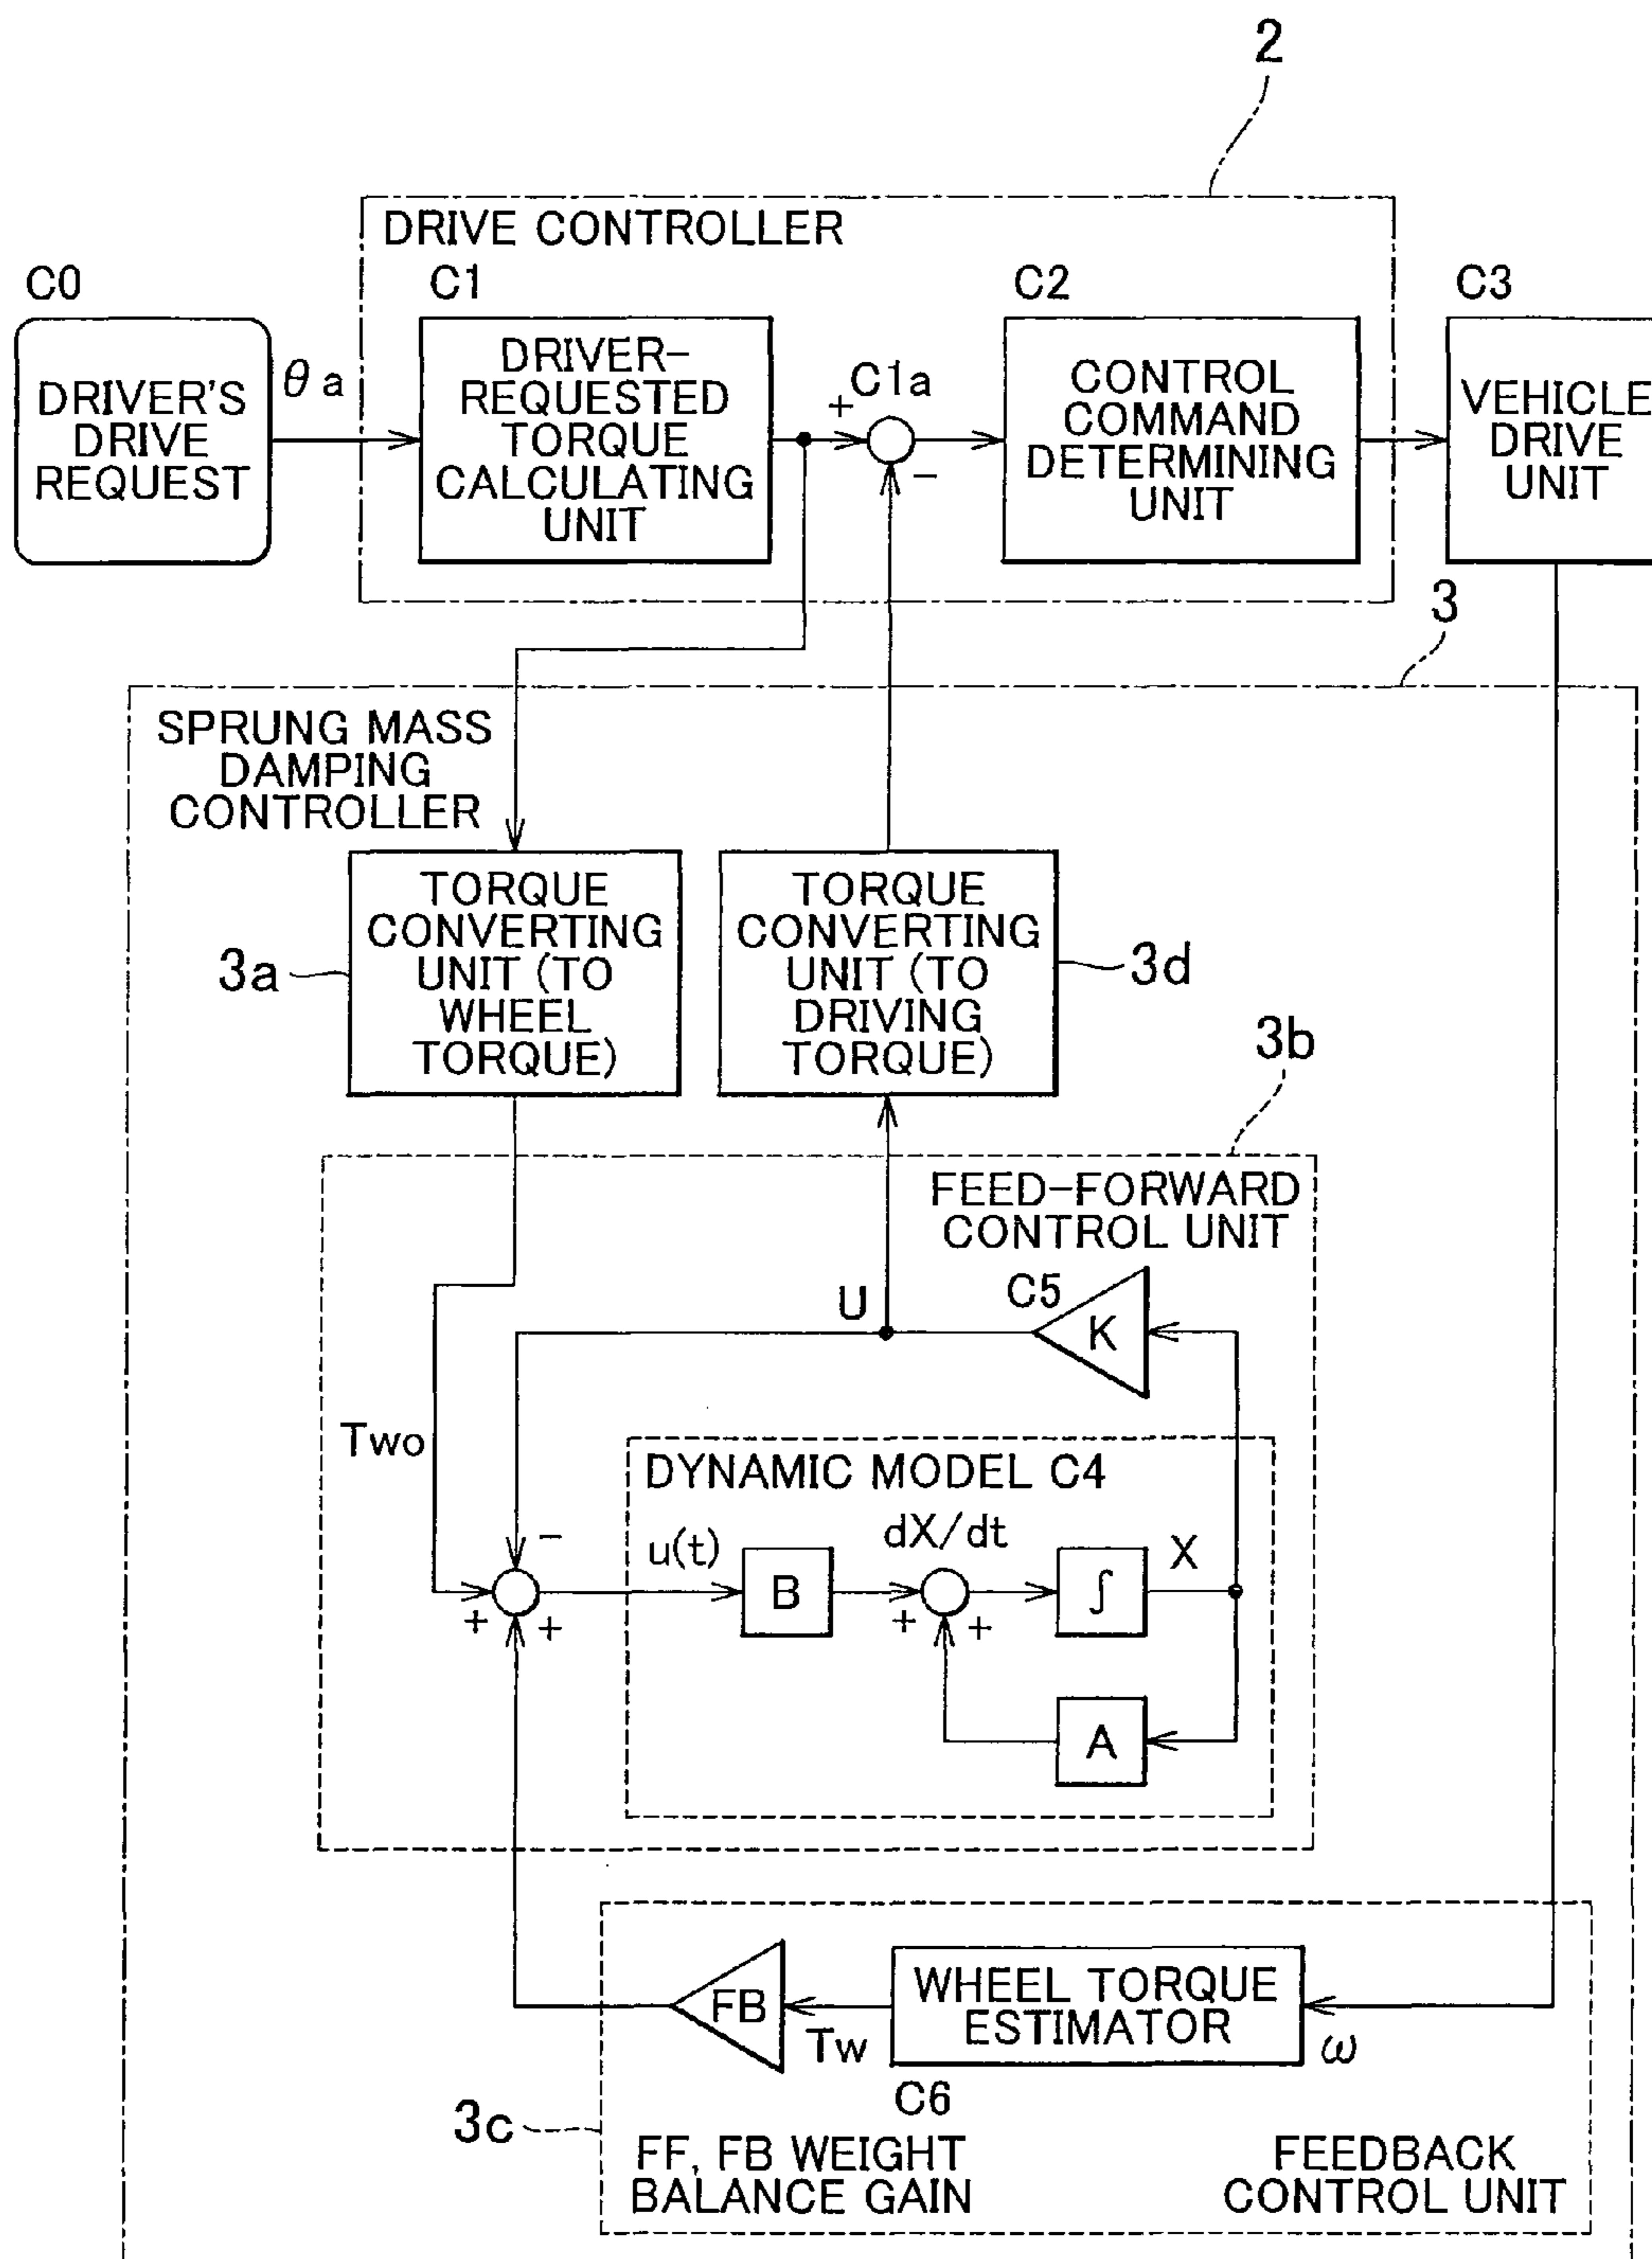 2
DRIVE CONTROLLER
C0
C1
C2
C3
DRIVER'S
DRIVE
REQUEST
θa
DRIVER-
REQUESTED
TORQUE
CALCULATING
UNIT
+
C1a
-
CONTROL
COMMAND
DETERMINING
UNIT
VEHICLE
DRIVE
UNIT
3
SPRUNG MASS
DAMPING
CONTROLLER
3a
TORQUE
CONVERTING
UNIT (TO
WHEEL
TORQUE)
TORQUE
CONVERTING
UNIT (TO
DRIVING
TORQUE)
3d
3b
FEED-FORWARD
CONTROL UNIT
U
C5
K
Two
DYNAMIC MODEL C4
-
+
+
u(t)
B
dX/dt
+
+
∫
X
A
FB
Tw
WHEEL TORQUE
ESTIMATOR
ω
C6
3c
FF, FB WEIGHT
BALANCE GAIN
FEEDBACK
CONTROL UNIT